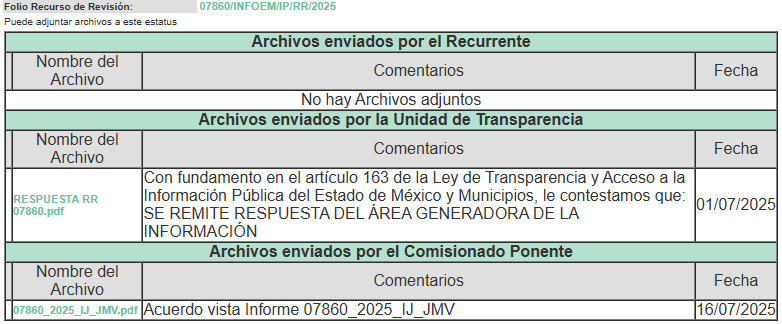 Folio Recurso de Revisión: 07860/INFOEM/IP/RR/2025
Puede adjuntar archivos a este estatus
Archivos enviados por el Recurrente
Nombre del Archivo Comentarios Fecha
No hay Archivos adjuntos
Archivos enviados por la Unidad de Transparencia
Nombre del Archivo Comentarios Fecha
RESPUESTA RR
07860.pdf
Con fundamento en el artículo 163 de la Ley de Transparencia y Acceso a la
Información Pública del Estado de México y Municipios, le contestamos que:
SE REMITE RESPUESTA DEL ÁREA GENERADORA DE LA
INFORMACIÓN
01/07/2025
Archivos enviados por el Comisionado Ponente
Nombre del Archivo Comentarios Fecha
07860_2025_IJ_JMV.pdf Acuerdo vista Informe 07860_2025_IJ_JMV 16/07/2025